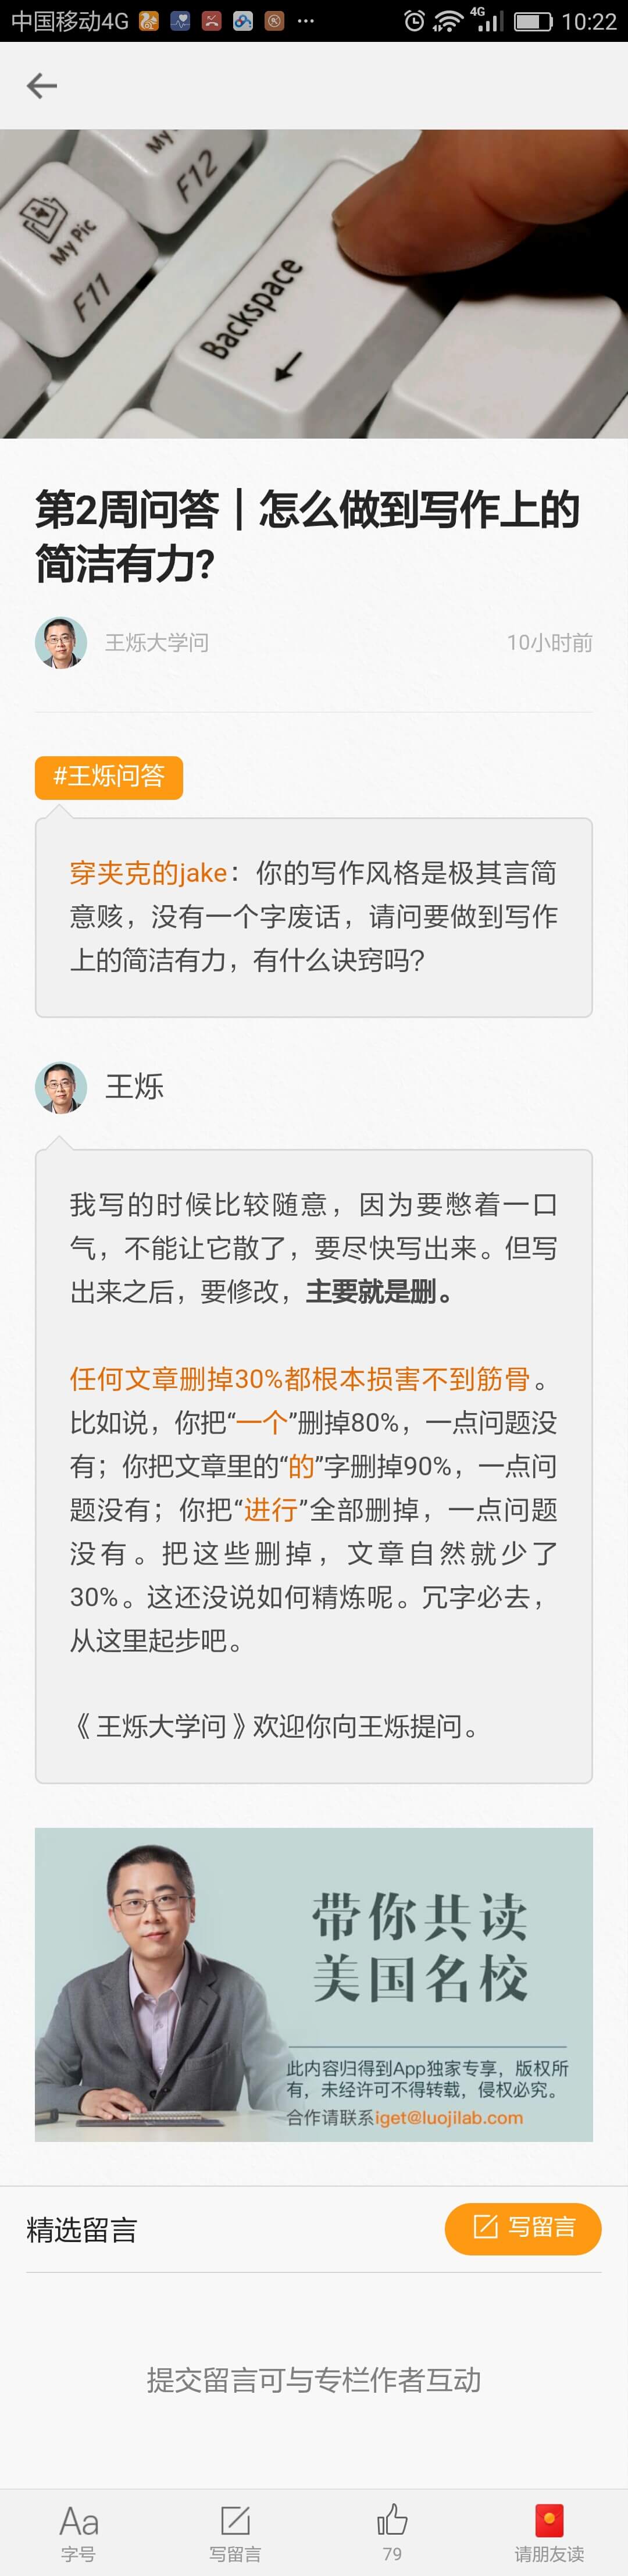 中国移动4G
4G
10:22
My
F12
My Pic
F11
Backspace
第2周问答｜怎么做到写作上的
简洁有力?
王烁大学问
10小时前
#王烁问答
穿夹克的jake：你的写作风格是极其言简
意赅，没有一个字废话，请问要做到写作
上的简洁有力，有什么诀窍吗?
王烁
我写的时候比较随意，因为要憋着一口
气，不能让它散了，要尽快写出来。但写
出来之后，要修改，主要就是删。
任何文章删掉30%都根本损害不到筋骨。
比如说，你把“一个”删掉80%，一点问题没
有；你把文章里的“的”字删掉90%，一点问
题没有；你把“进行”全部删掉，一点问题
没有。把这些删掉，文章自然就少了
30%。这还没说如何精炼呢。冗字必去，
从这里起步吧。
《王烁大学问》欢迎你向王烁提问。
带你共读
美国名校
此内容归得到App独家专享，版权所
有，未经许可不得转载，侵权必究。
合作请联系iget@luojilab.com
精选留言
写留言
提交留言可与专栏作者互动
Aa
字号
写留言
79
请朋友读